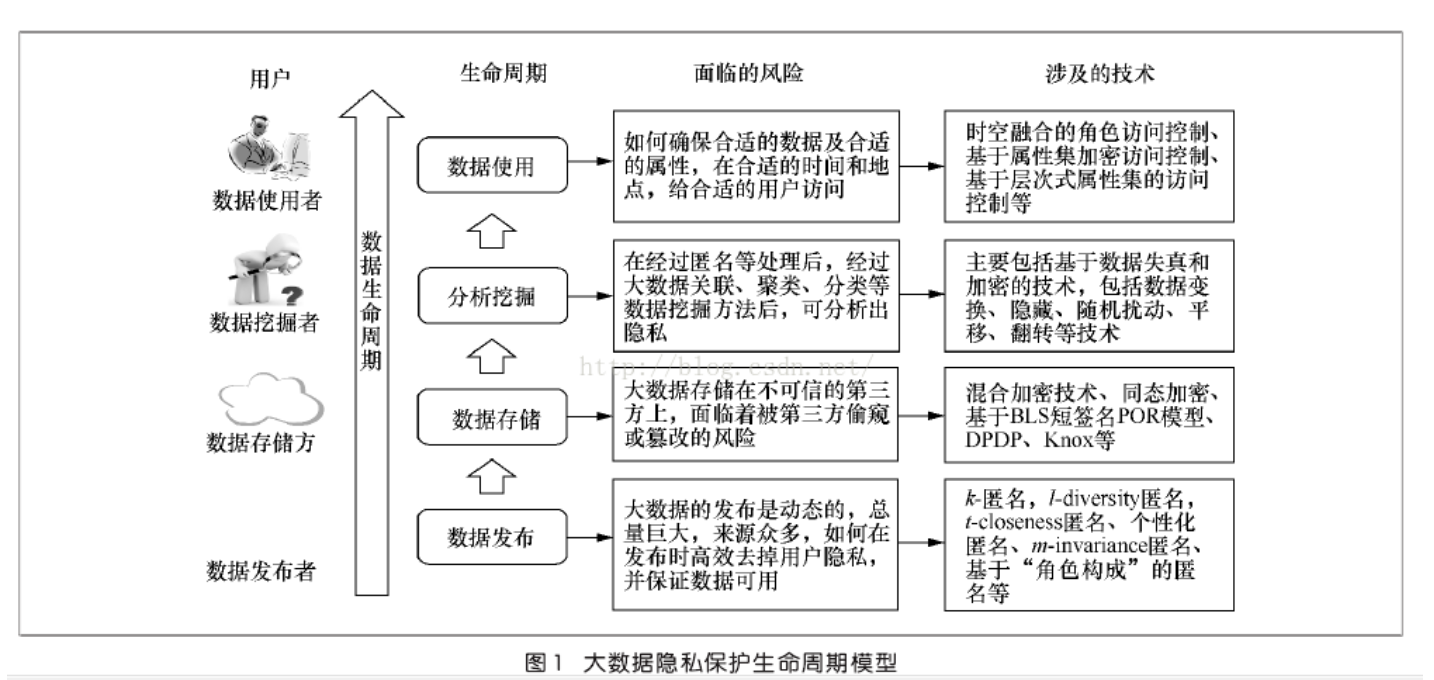 用户
生命周期
面临的风险
涉及的技术
数据使用者
数据使用
如何确保合适的数据及合适
的属性，在合适的时间和地
点，给合适的用户访问
时空融合的角色访问控制、
基于属性集加密访问控制、
基于层次式属性集的访问
控制等
数据生命周期
数据挖掘者
分析挖掘
在经过匿名等处理后，经过
大数据关联、聚类、分类等
数据挖掘方法后，可分析出
隐私
主要包括基于数据失真和
加密的技术，包括数据变
换、隐藏、随机扰动、平
移、翻转等技术
http://blog.csdn.net/
数据存储方
数据存储
大数据存储在不可信的第三
方上，面临着被第三方偷窥
或篡改的风险
混合加密技术、同态加密、
基于BLS短签名POR模型、
DPDP、Knox等
数据发布者
数据发布
大数据的发布是动态的，总
量巨大，来源众多，如何在
发布时高效去掉用户隐私，
并保证数据可用
k-匿名，l-diversity匿名，
t-closeness匿名、个性化
匿名、m-invariance匿名、
基于“角色构成”的匿
名等
图1 大数据隐私保护生命周期模型